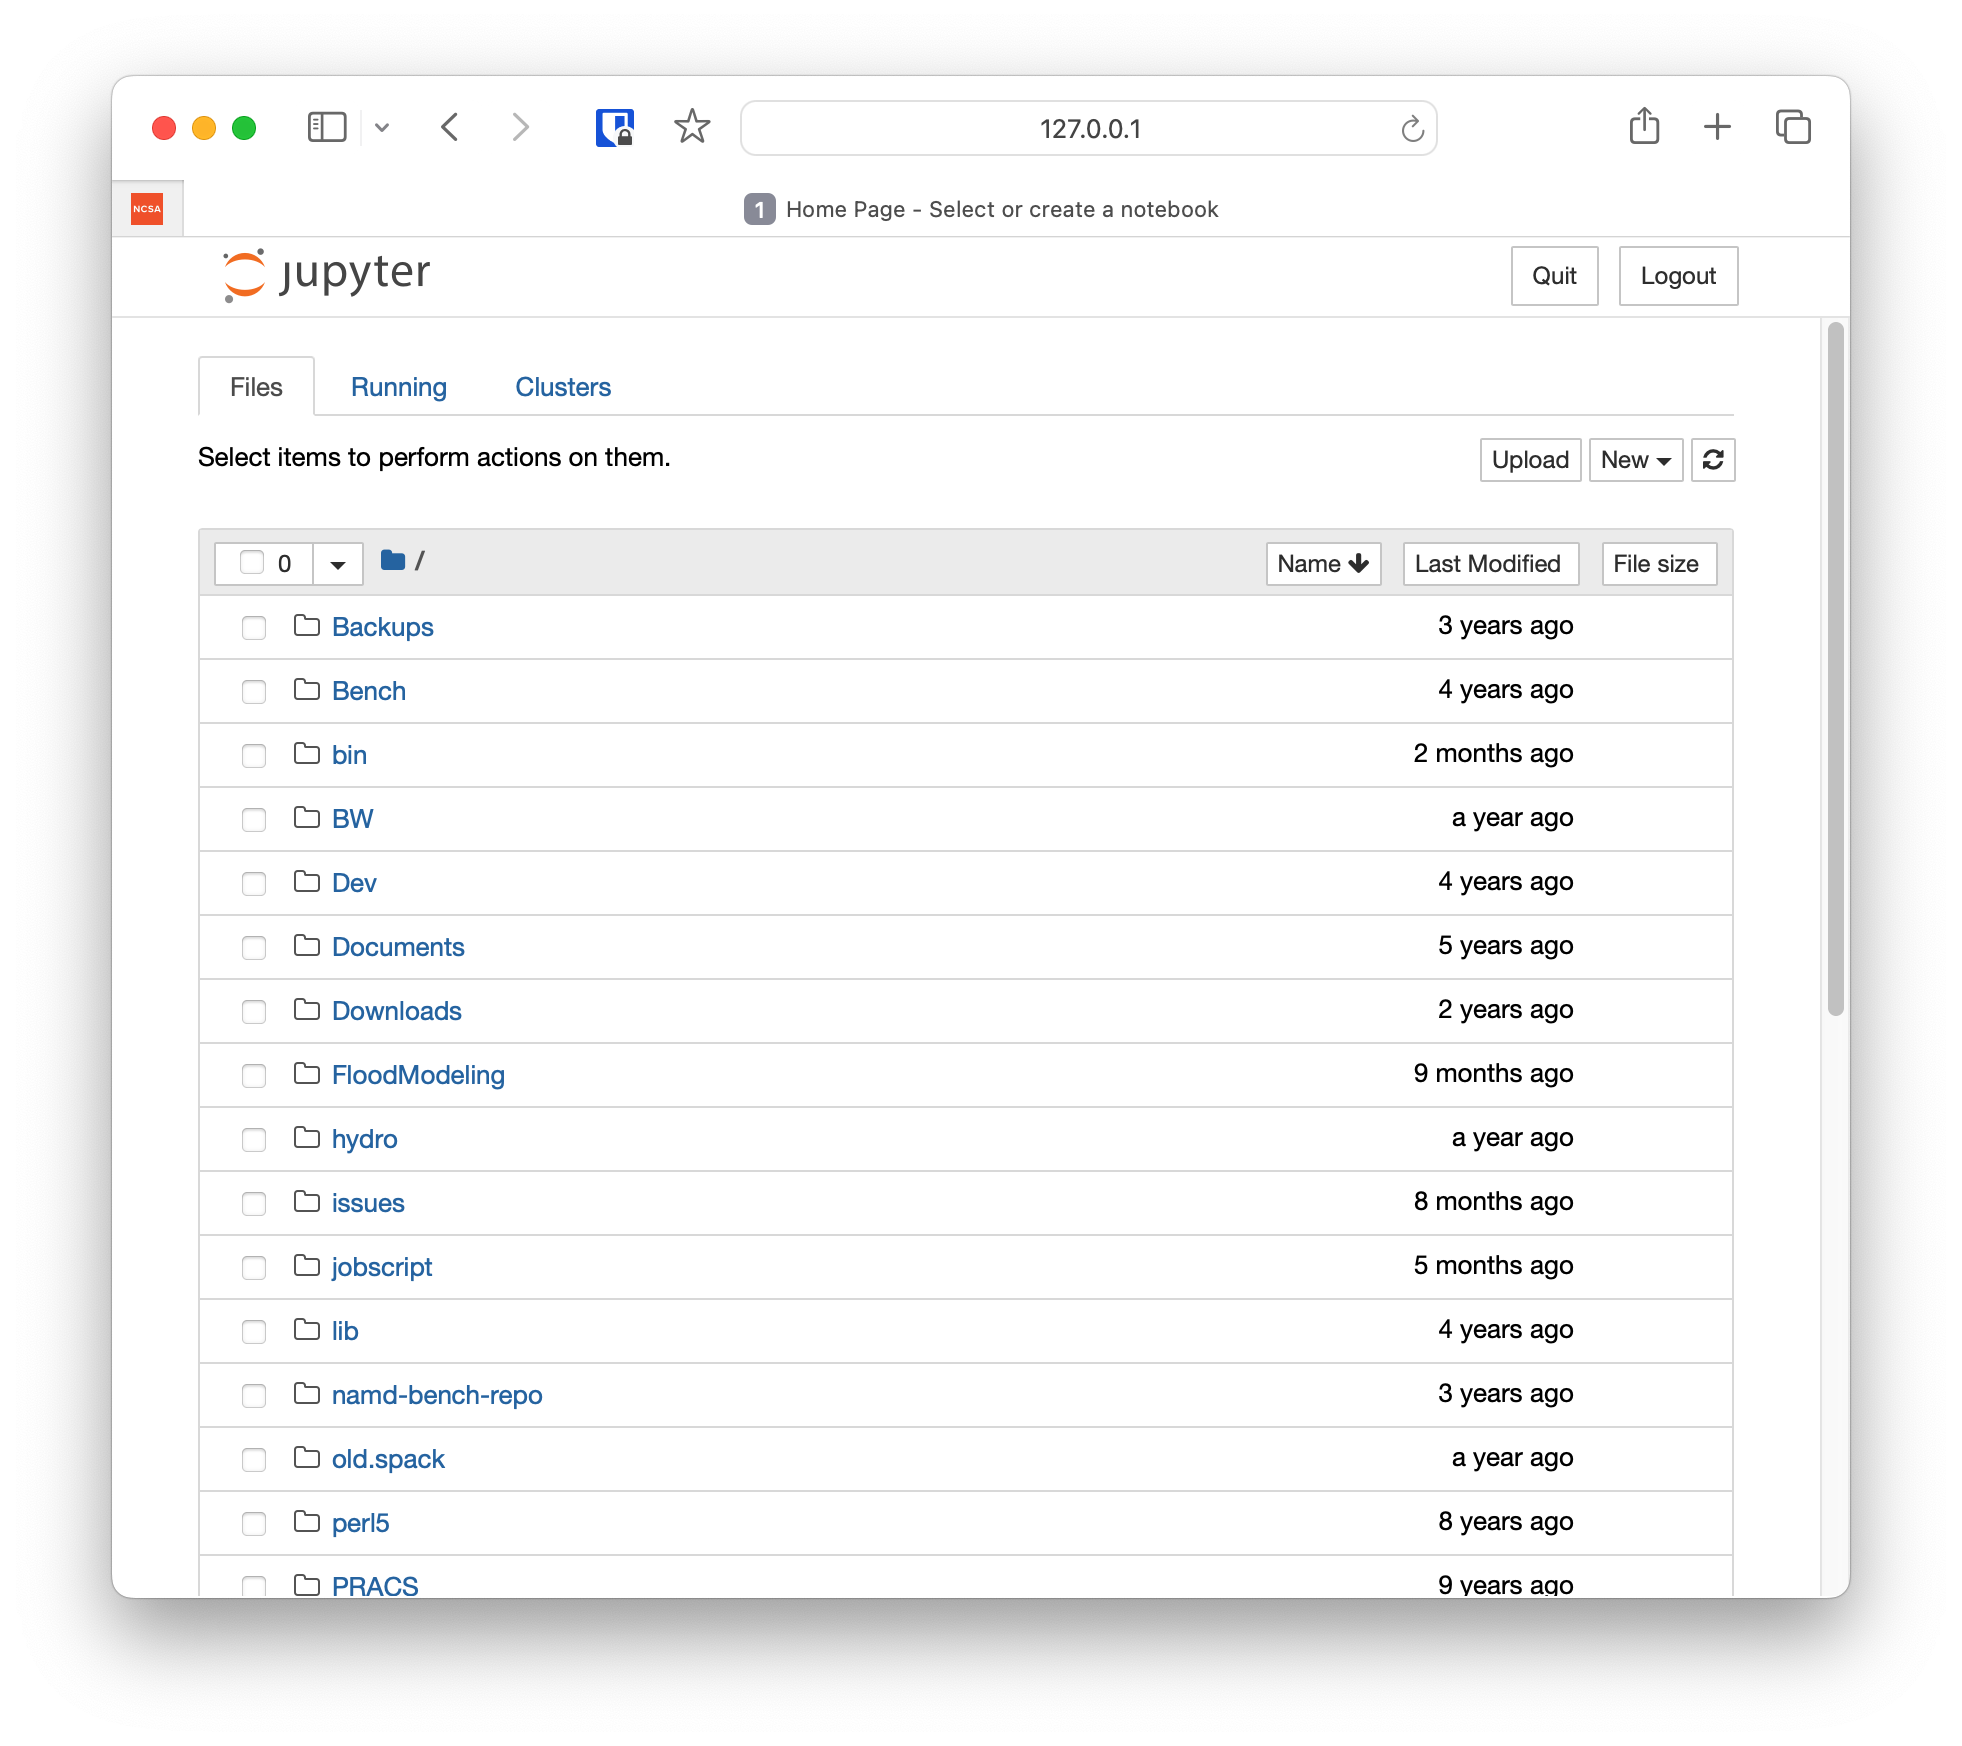 127.0.0.1
NCSA
1 Home Page - Select or create a notebook
jupyter
Quit Logout
Files Running Clusters
Select items to perform actions on them.
Upload New
0 / Name Last Modified File size
Backups 3 years ago
Bench 4 years ago
bin 2 months ago
BW a year ago
Dev 4 years ago
Documents 5 years ago
Downloads 2 years ago
FloodModeling 9 months ago
hydro a year ago
issues 8 months ago
jobscript 5 months ago
lib 4 years ago
namd-bench-repo 3 years ago
old.spack a year ago
perl5 8 years ago
PRACS 9 years ago